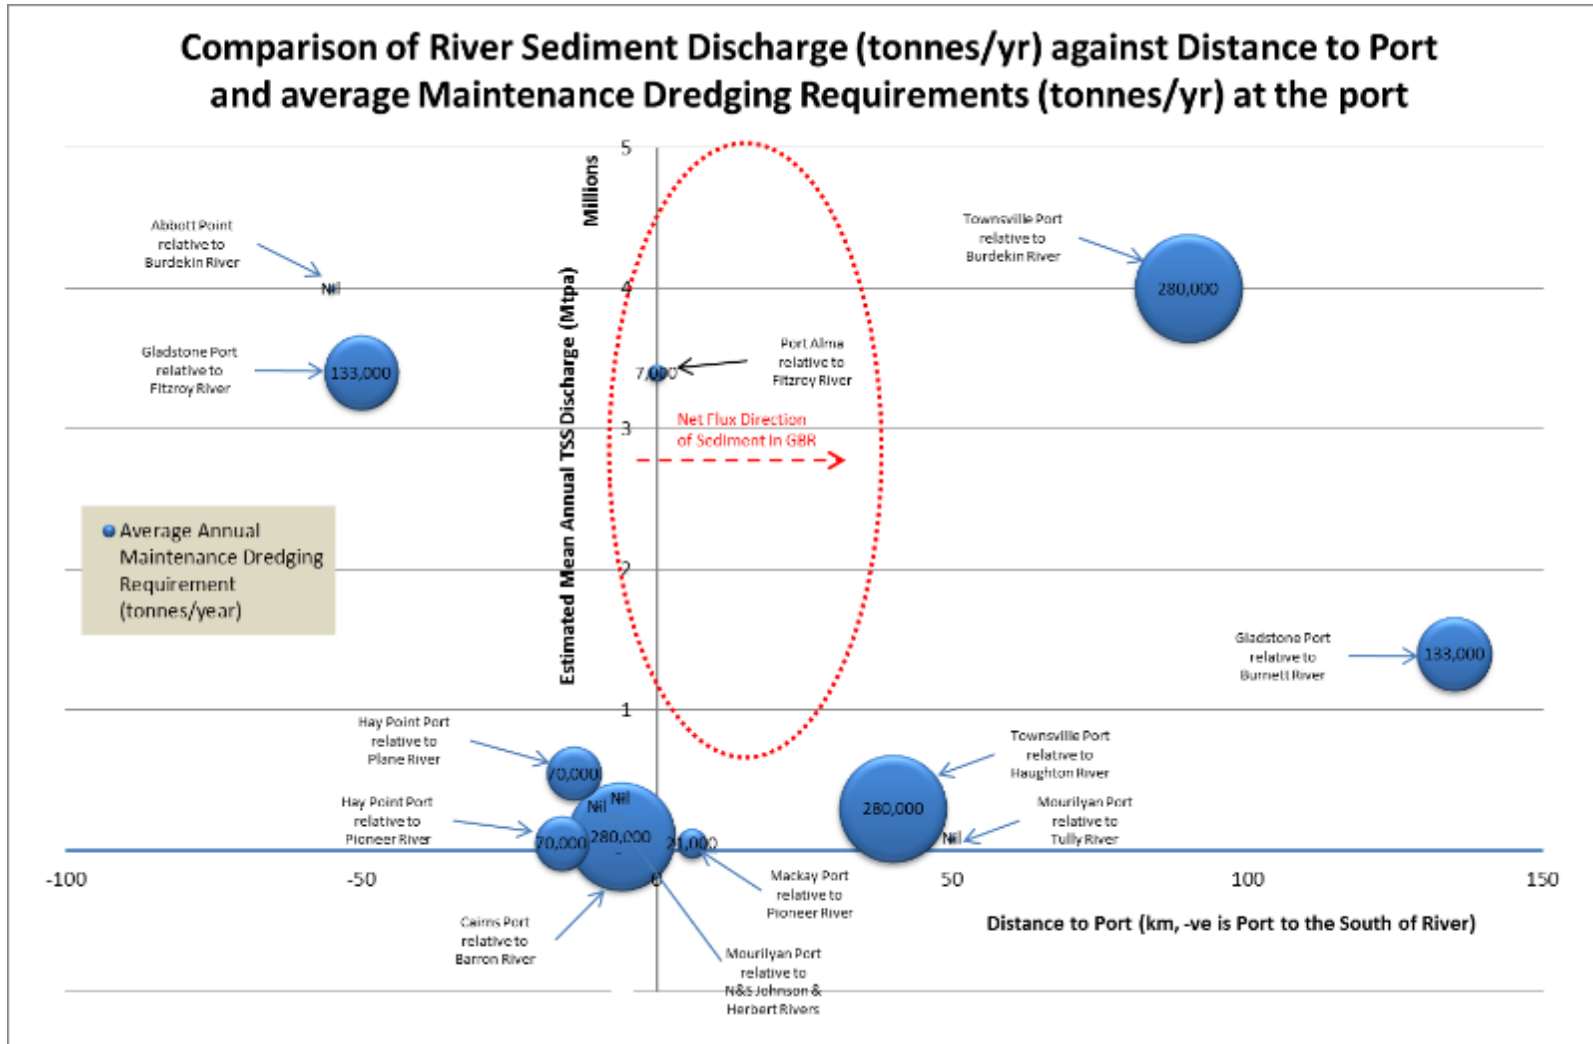 Comparison of River Sediment Discharge (tonnes/yr) against Distance to Port
and average Maintenance Dredging Requirements (tonnes/yr) at the port
5
Millions
Estimated Mean Annual TSS Discharge (Mtpa)
Abbott Point
relative to
Burdekin River
Nil
4
Townsville Port
relative to
Burdekin River
280,000
Gladstone Port
relative to
Fitzroy River
133,000
7,000
Port Alma
relative to
Fitzroy River
Net Flux Direction
of Sediment in GBR
3
Average Annual
Maintenance Dredging
Requirement
(tonnes/year)
2
Gladstone Port
relative to
Burnett River
133,000
1
Hay Point Port
relative to
Plane River
70,000
Nil
Nil
Hay Point Port
relative to
Pioneer River
70,000
280,000
21,000
Townsville Port
relative to
Haughton River
280,000
Mourilyan Port
relative to
Tully River
Nil
-100
-50
0
50
100
150
Mackay Port
relative to
Pioneer River
Distance to Port (km, -ve is Port to the South of River)
Cairns Port
relative to
Barron River
Mourilyan Port
relative to
N&S Johnson &
Herbert Rivers